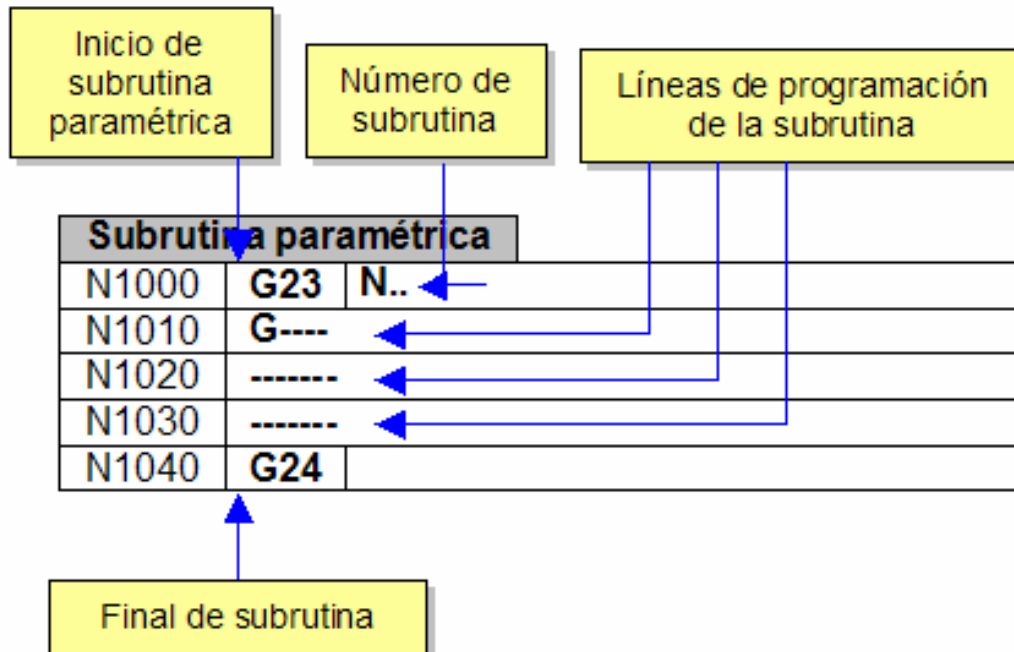 Inicio de
subrutina
paramétrica
Número de
subrutina
Líneas de programación
de la subrutina
Subrutina paramétrica
N1000 G23 N..
N1010 G----
N1020 -------
N1030 -------
N1040 G24
Final de subrutina